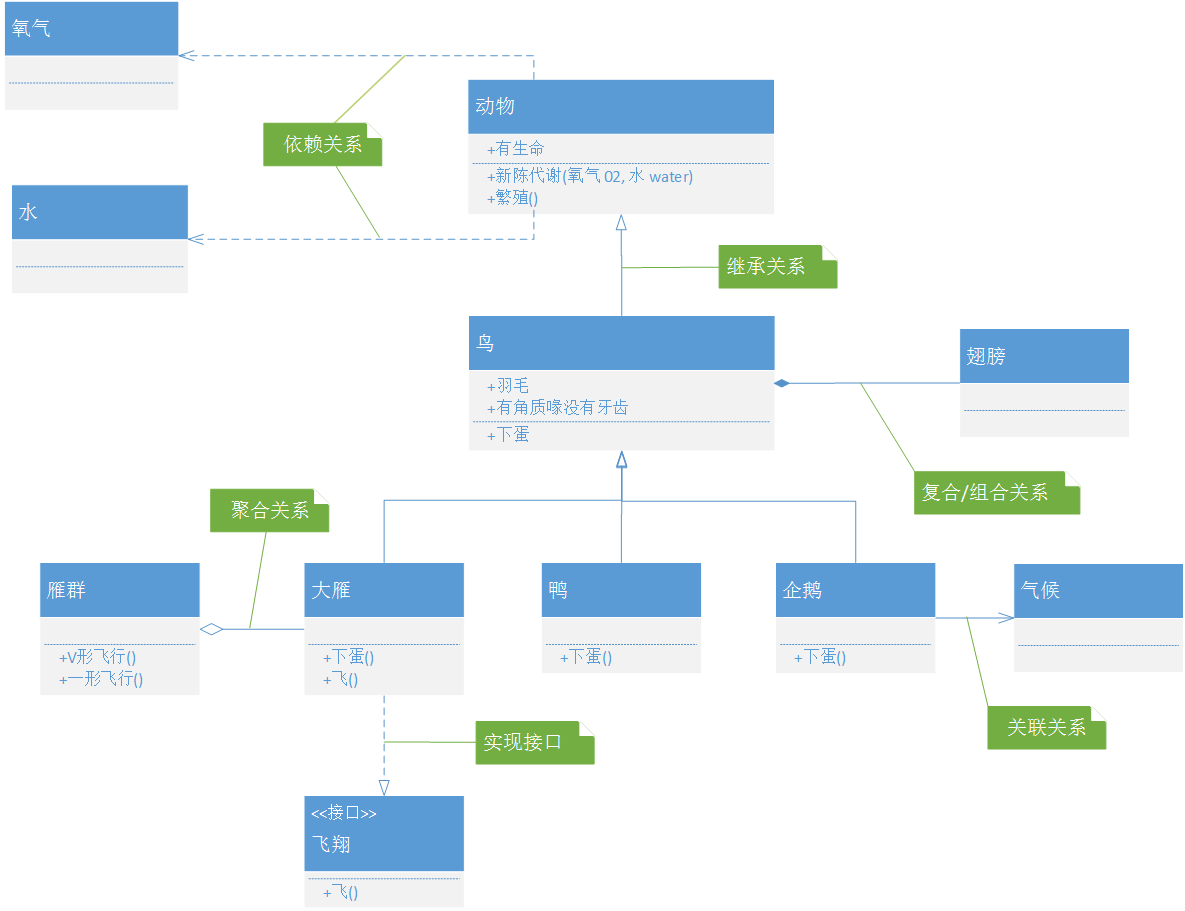 氧气
动物
+有生命
+新陈代谢(氧气 02, 水 water)
+繁殖()
依赖关系
水
继承关系
鸟
+羽毛
+有角质喙没有牙齿
+下蛋
翅膀
复合/组合关系
聚合关系
雁群
+V形飞行()
+一形飞行()
大雁
+下蛋()
+飞()
鸭
+下蛋()
企鹅
+下蛋()
气候
关联关系
实现接口
<<接口>>
飞翔
+飞()